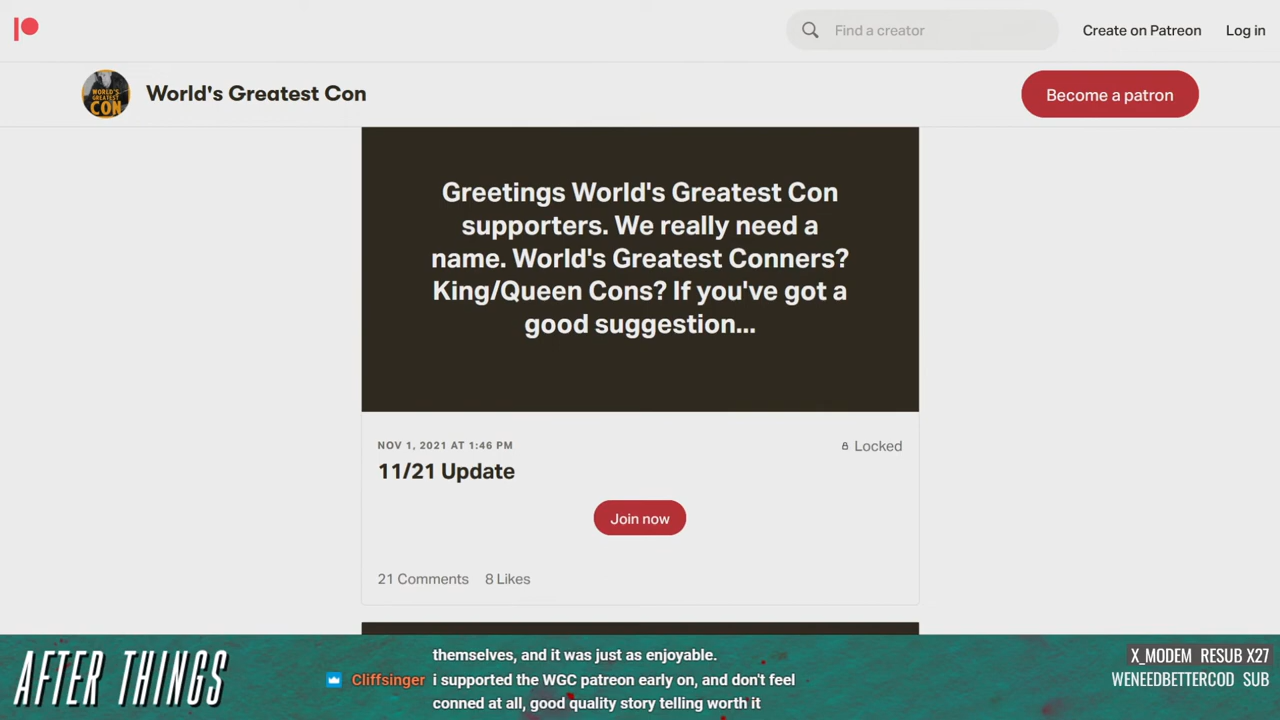 Find a creator
Create on Patreon
Log in
WORLD'S
GREATEST
CON
World's Greatest Con
Become a patron
Greetings World's Greatest Con
supporters. We really need a
name. World's Greatest Conners?
King/Queen Cons? If you've got a
good suggestion...
NOV 1, 2021 AT 1:46 PM
Locked
11/21 Update
Join now
21 Comments
8 Likes
AFTER THINGS
themselves, and it was just as enjoyable.
Cliffsinger i supported the WGC patreon early on, and don't feel
conned at all, good quality story telling worth it
X_MODEM RESUB X27
WENEEDBETTERCOD SUB